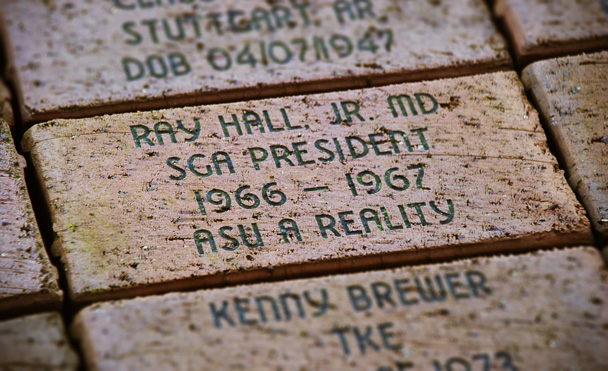 STUTTGART, AR
DOB 04/07/1947
RAY HALL, JR. MD
SGA PRESIDENT
1966 – 1967
ASU A REALITY
KENNY BREWER
TKE
1973